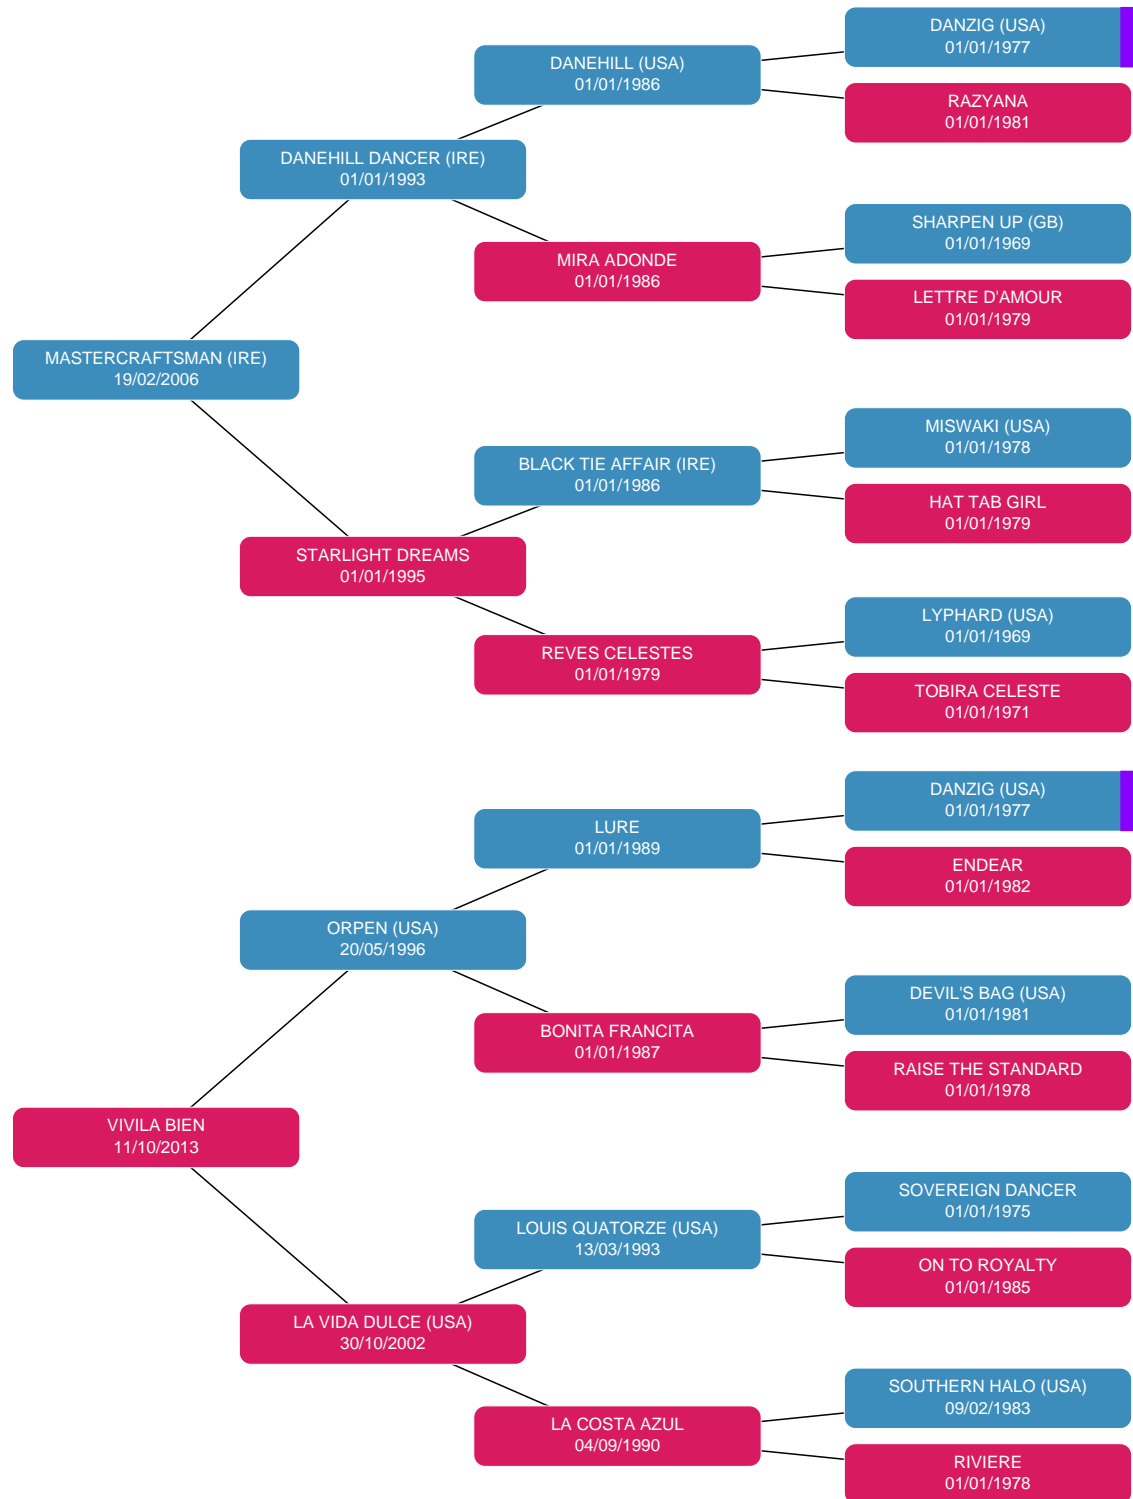 DANZIG (USA)
01/01/1977
DANEHILL (USA)
01/01/1986
RAZYANA
01/01/1981
DANEHILL DANCER (IRE)
01/01/1993
SHARPEN UP (GB)
01/01/1969
MIRA ADONDE
01/01/1986
LETTRE D'AMOUR
01/01/1979
MASTERCRAFTSMAN (IRE)
19/02/2006
MISWAKI (USA)
01/01/1978
BLACK TIE AFFAIR (IRE)
01/01/1986
HAT TAB GIRL
01/01/1979
STARLIGHT DREAMS
01/01/1995
LYPHARD (USA)
01/01/1969
REVES CELESTES
01/01/1979
TOBIRA CELESTE
01/01/1971
DANZIG (USA)
01/01/1977
LURE
01/01/1989
ENDEAR
01/01/1982
ORPEN (USA)
20/05/1996
DEVIL'S BAG (USA)
01/01/1981
BONITA FRANCITA
01/01/1987
RAISE THE STANDARD
01/01/1978
VIVILA BIEN
11/10/2013
SOVEREIGN DANCER
01/01/1975
LOUIS QUATORZE (USA)
13/03/1993
ON TO ROYALTY
01/01/1985
LA VIDA DULCE (USA)
30/10/2002
SOUTHERN HALO (USA)
09/02/1983
LA COSTA AZUL
04/09/1990
RIVIERE
01/01/1978